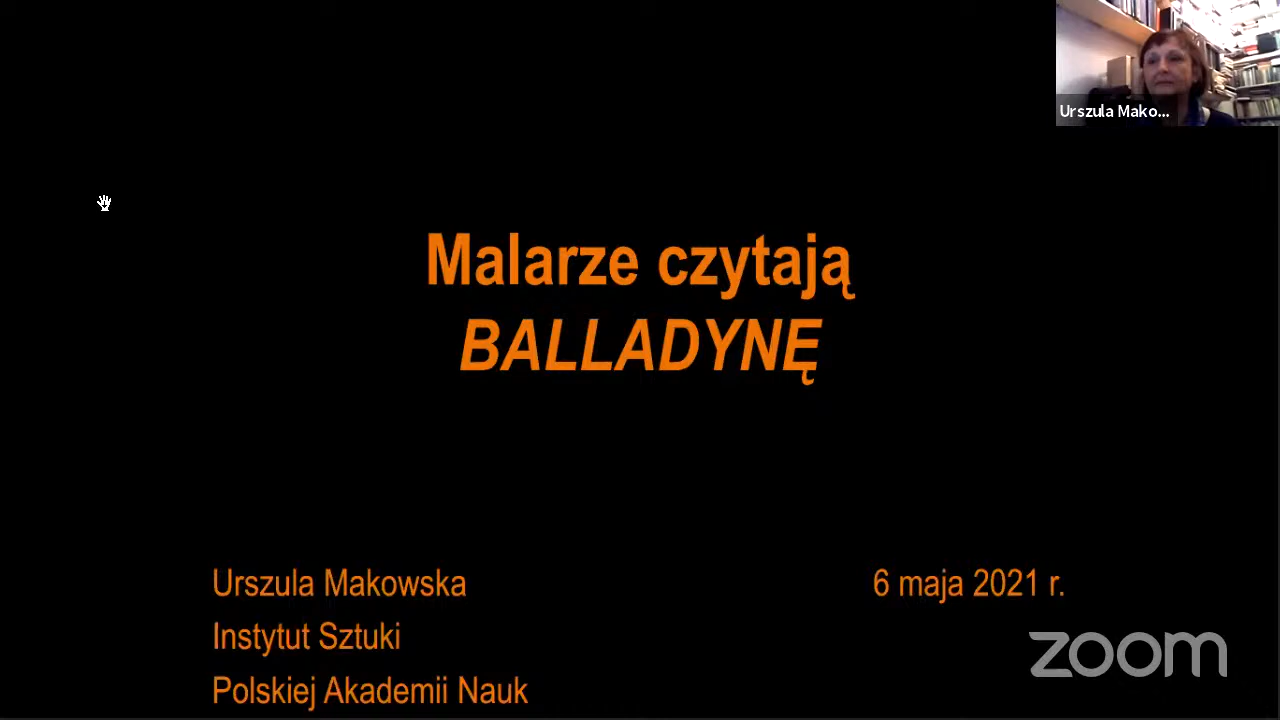 Urszula Mako...
Malarze czytają
BALLADYNĘ
Urszula Makowska
6 maja 2021 r.
Instytut Sztuki
Polskiej Akademii Nauk
zoom